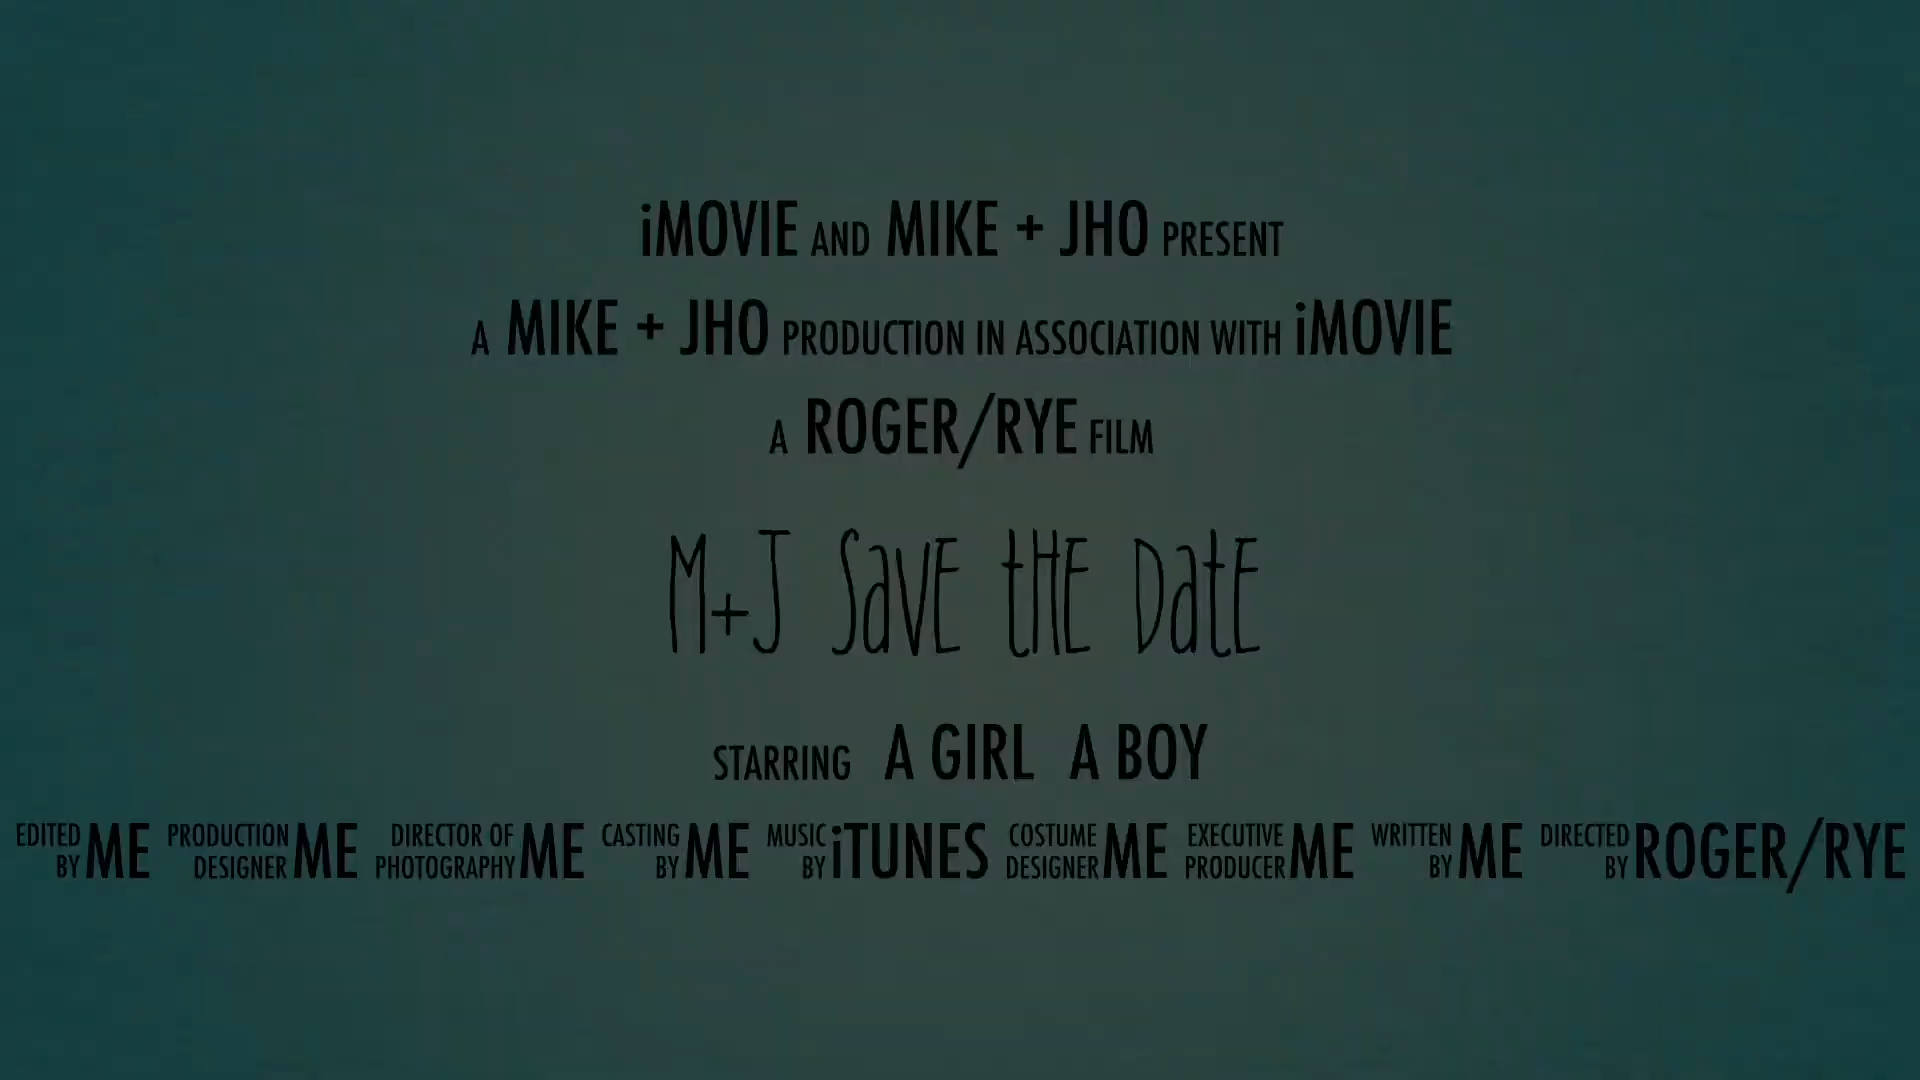 iMOVIE AND MIKE + JHO PRESENT
A MIKE + JHO PRODUCTION IN ASSOCIATION WITH iMOVIE
A ROGER/RYE FILM
M+J SaVE tHE DatE
STARRING A GIRL A BOY
EDITED BY ME PRODUCTION DESIGNER ME DIRECTOR OF PHOTOGRAPHY ME CASTING BY ME MUSIC BY iTUNES COSTUME DESIGNER ME EXECUTIVE PRODUCER ME WRITTEN BY ME DIRECTED BY ROGER/RYE